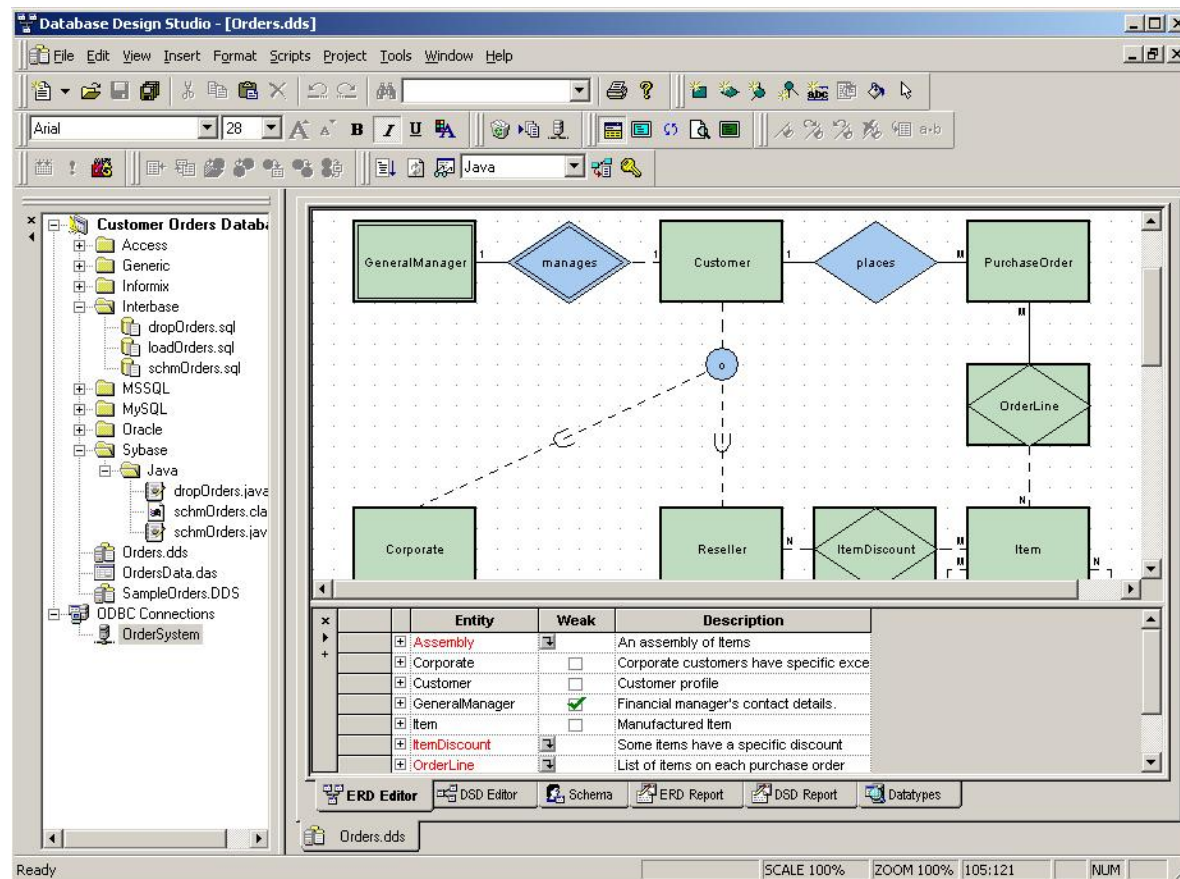 Database Design Studio - [Orders.dds]
File Edit View Insert Format Scripts Project Tools Window Help
abc
Arial 28 A A B I U A a-b
! Java
Customer Orders Databa
Access
Generic
Informix
Interbase
dropOrders.sql
loadOrders.sql
schmOrders.sql
MSSQL
MySQL
Oracle
Sybase
Java
dropOrders.java
schmOrders.cla
schmOrders.jav
Orders.dds
OrdersData.das
SampleOrders.DDS
ODBC Connections
OrderSystem
GeneralManager 1 manages 1 Customer 1 places M PurchaseOrder
M
o
OrderLine
N
Corporate Reseller N ItemDiscount M Item
M N
Entity Weak Description
Assembly An assembly of Items
Corporate Corporate customers have specific exce
Customer Customer profile
GeneralManager Financial manager's contact details.
Item Manufactured Item
ItemDiscount Some items have a specific discount
OrderLine List of items on each purchase order
ERD Editor DSD Editor Schema ERD Report DSD Report Datatypes
Orders.dds
Ready SCALE 100% ZOOM 100% 105:121 NUM